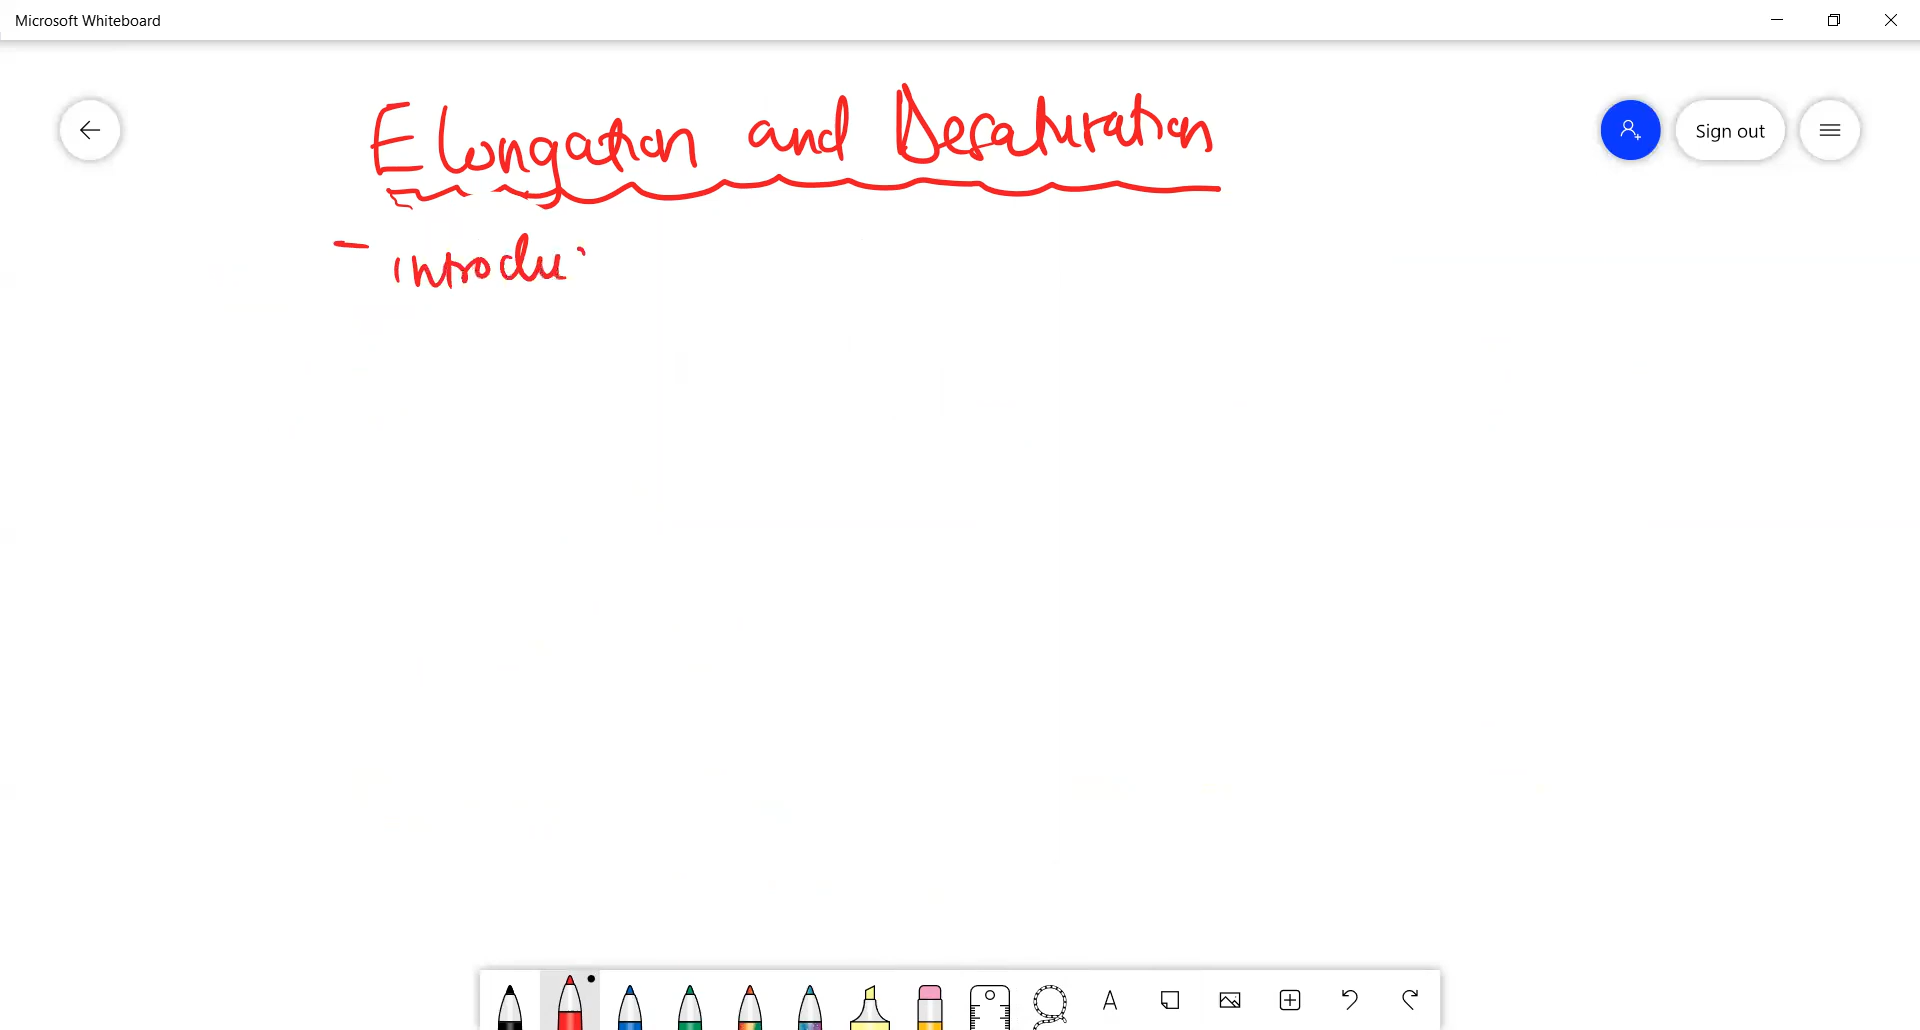 Microsoft Whiteboard
Elongation and Desaturation
Sign out
- introdu